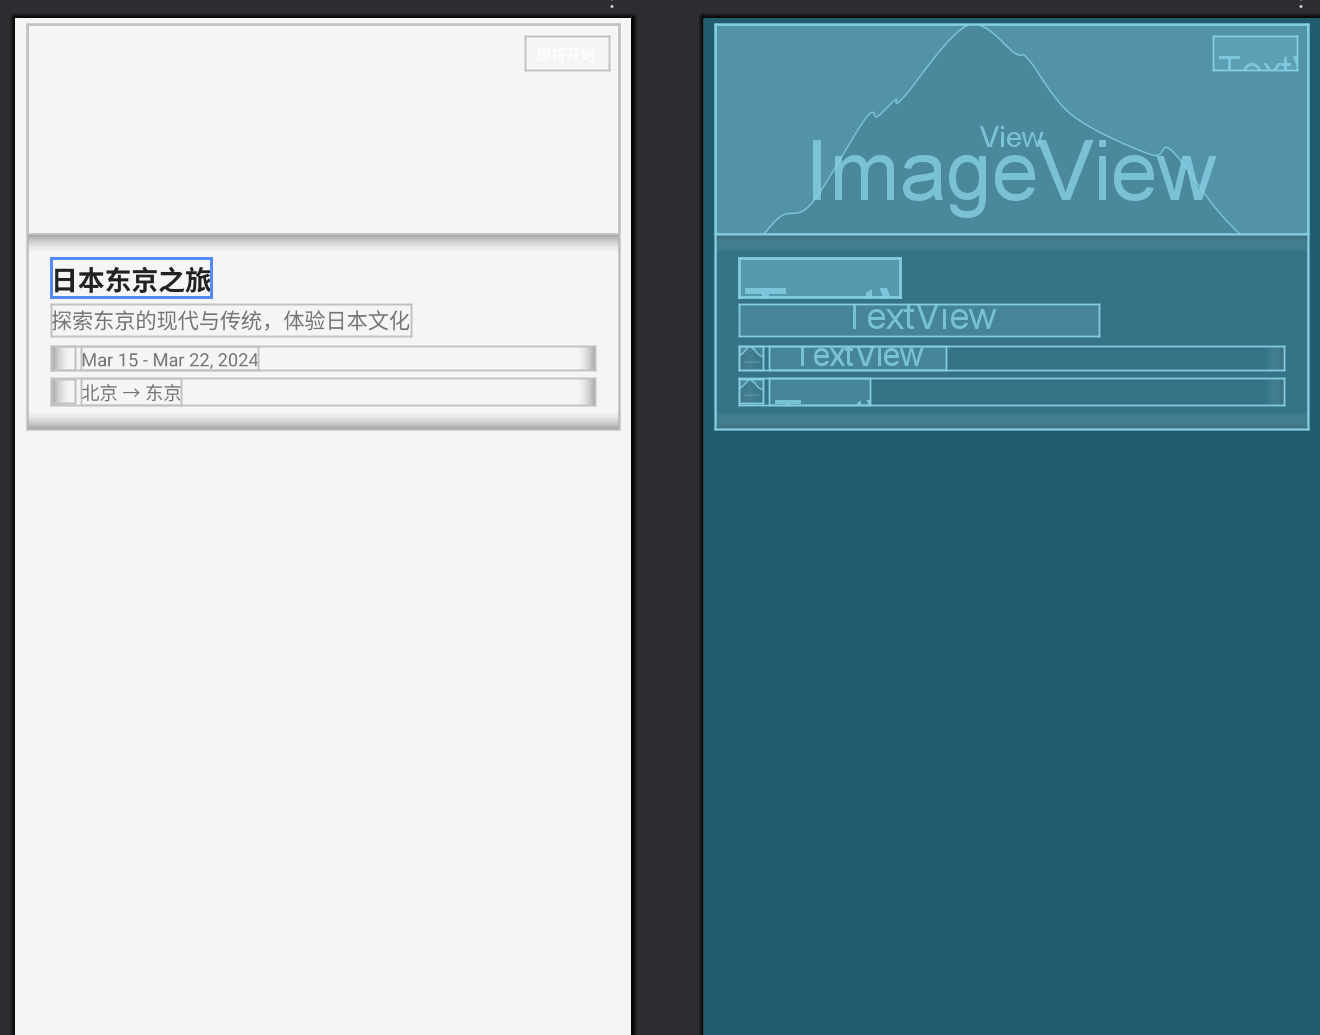 即将开始
日本东京之旅
探索东京的现代与传统，体验日本文化
Mar 15 - Mar 22, 2024
北京 → 东京
View
ImageView
TextView
TextView